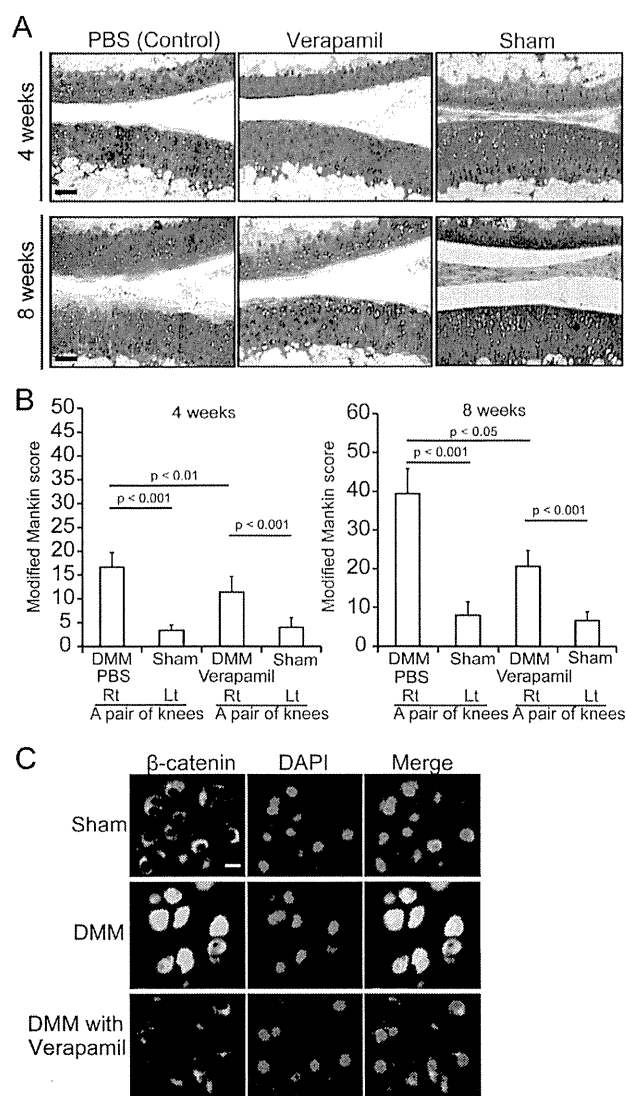 A
PBS (Control) Verapamil Sham
4 weeks
8 weeks
B
4 weeks
Modified Mankin score
50
45
40
35
30
25
20
15
10
5
0
p < 0.01
p < 0.001
p < 0.001
DMM Sham DMM Sham
PBS Verapamil
Rt Lt Rt Lt
A pair of knees A pair of knees
8 weeks
Modified Mankin score
60
50
40
30
20
10
0
p < 0.05
p < 0.001
p < 0.001
DMM Sham DMM Sham
PBS Verapamil
Rt Lt Rt Lt
A pair of knees A pair of knees
C
β-catenin DAPI Merge
Sham
DMM
DMM with
Verapamil